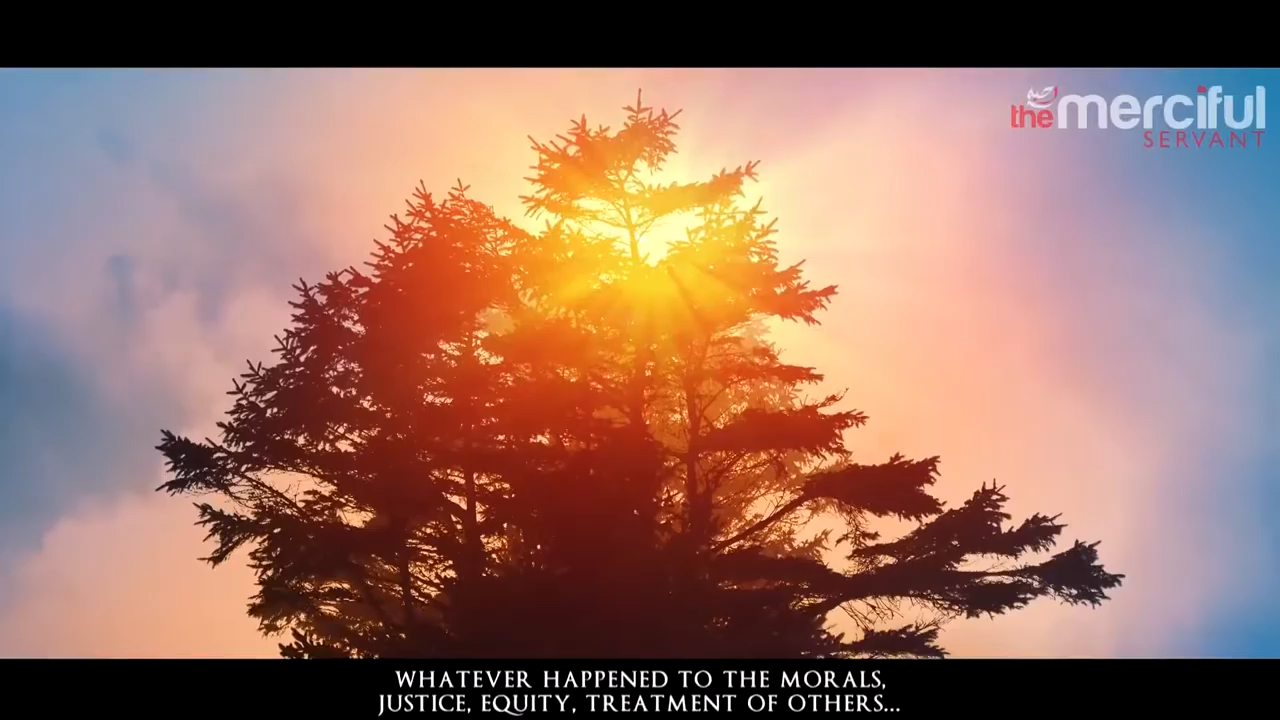 the merciful
SERVANT
WHATEVER HAPPENED TO THE MORALS,
JUSTICE, EQUITY, TREATMENT OF OTHERS...